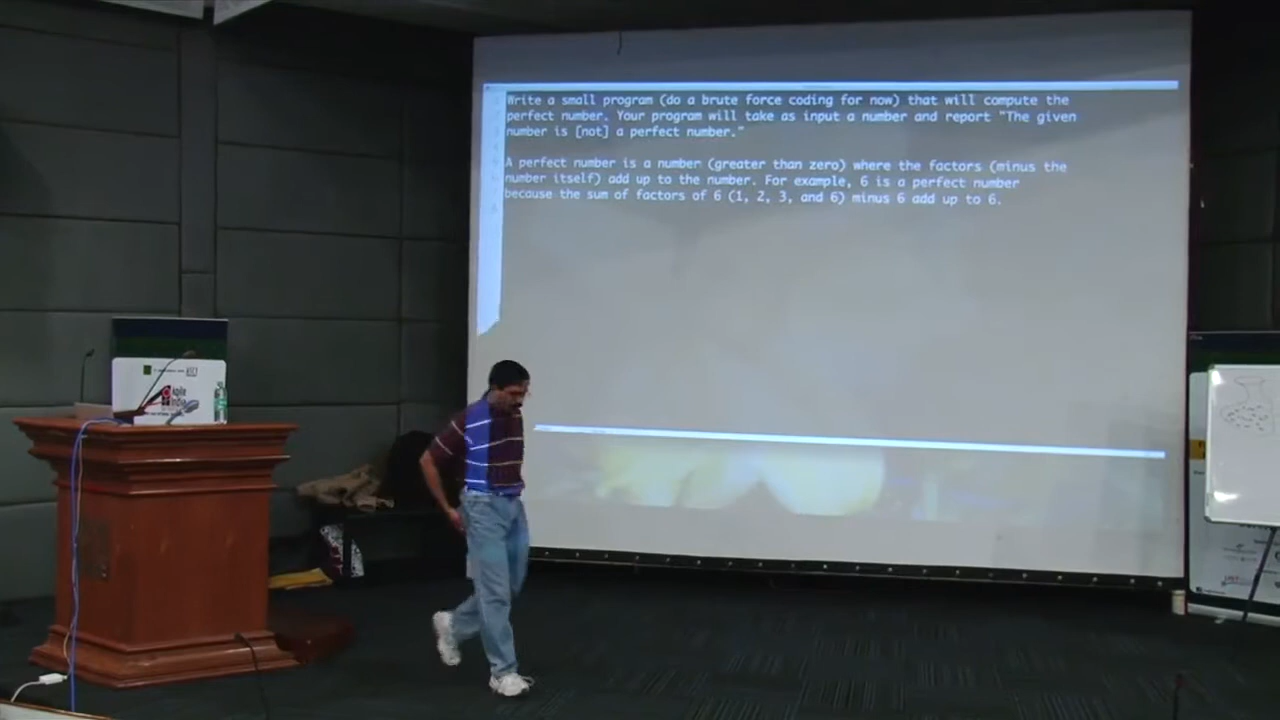 Write a small program (do a brute force coding for now) that will compute the
perfect number. Your program will take as input a number and report "The given
number is [not] a perfect number."
A perfect number is a number (greater than zero) where the factors (minus the
number itself) add up to the number. For example, 6 is a perfect number
because the sum of factors of 6 (1, 2, 3, and 6) minus 6 add up to 6.
Agile
India